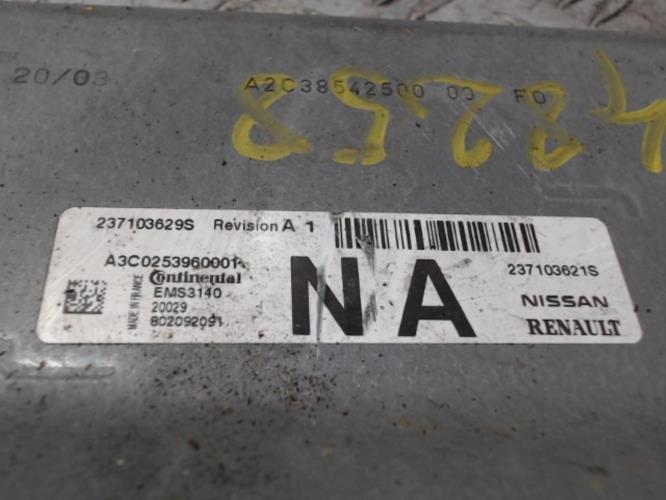 20/03
A2C38542500 00 F0
237103629S Revision A 1
A3C0253960001
Continental
EMS3140
20029
802092091
MADE IN FRANCE
NA
237103621S
NISSAN
RENAULT